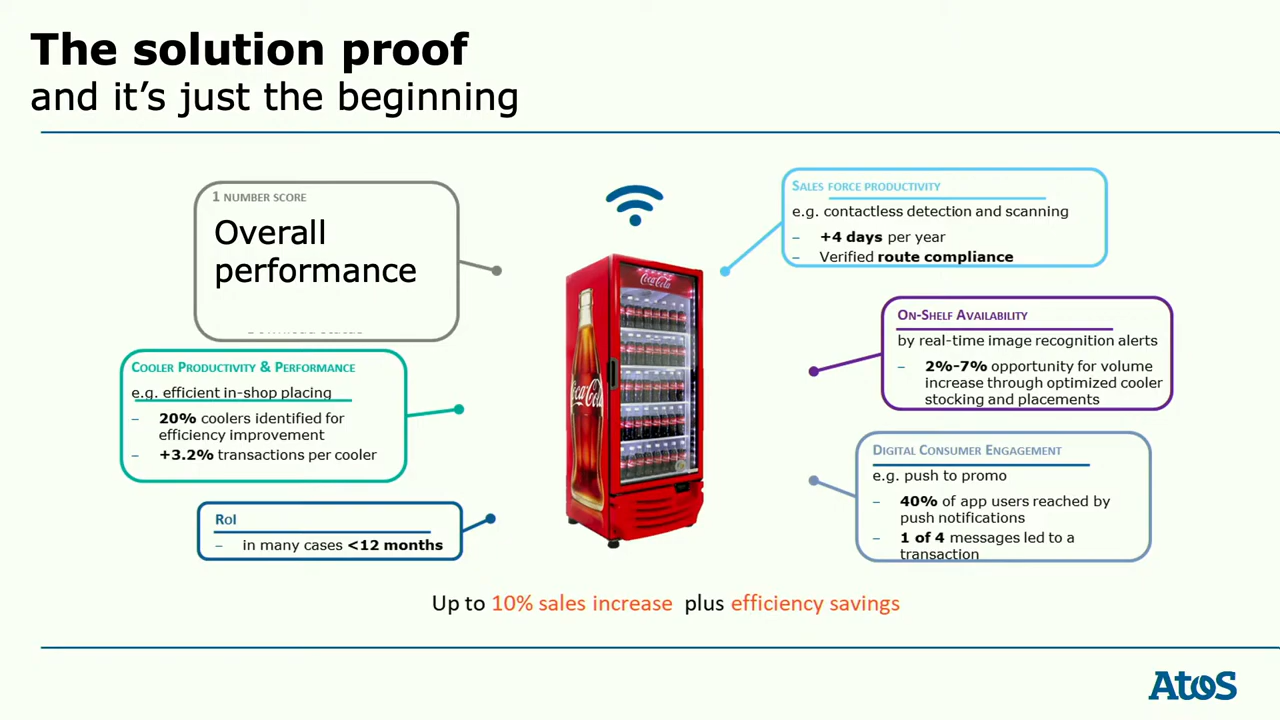 The solution proof
and it's just the beginning
1 NUMBER SCORE
Overall
performance
SALES FORCE PRODUCTIVITY
e.g. contactless detection and scanning
– +4 days per year
– Verified route compliance
ON-SHELF AVAILABILITY
by real-time image recognition alerts
– 2%-7% opportunity for volume
increase through optimized cooler
stocking and placements
COOLER PRODUCTIVITY & PERFORMANCE
e.g. efficient in-shop placing
– 20% coolers identified for
efficiency improvement
– +3.2% transactions per cooler
DIGITAL CONSUMER ENGAGEMENT
e.g. push to promo
– 40% of app users reached by
push notifications
– 1 of 4 messages led to a
transaction
ROI
– in many cases <12 months
Coca-Cola
Coca-Cola
Up to 10% sales increase plus efficiency savings
Atos